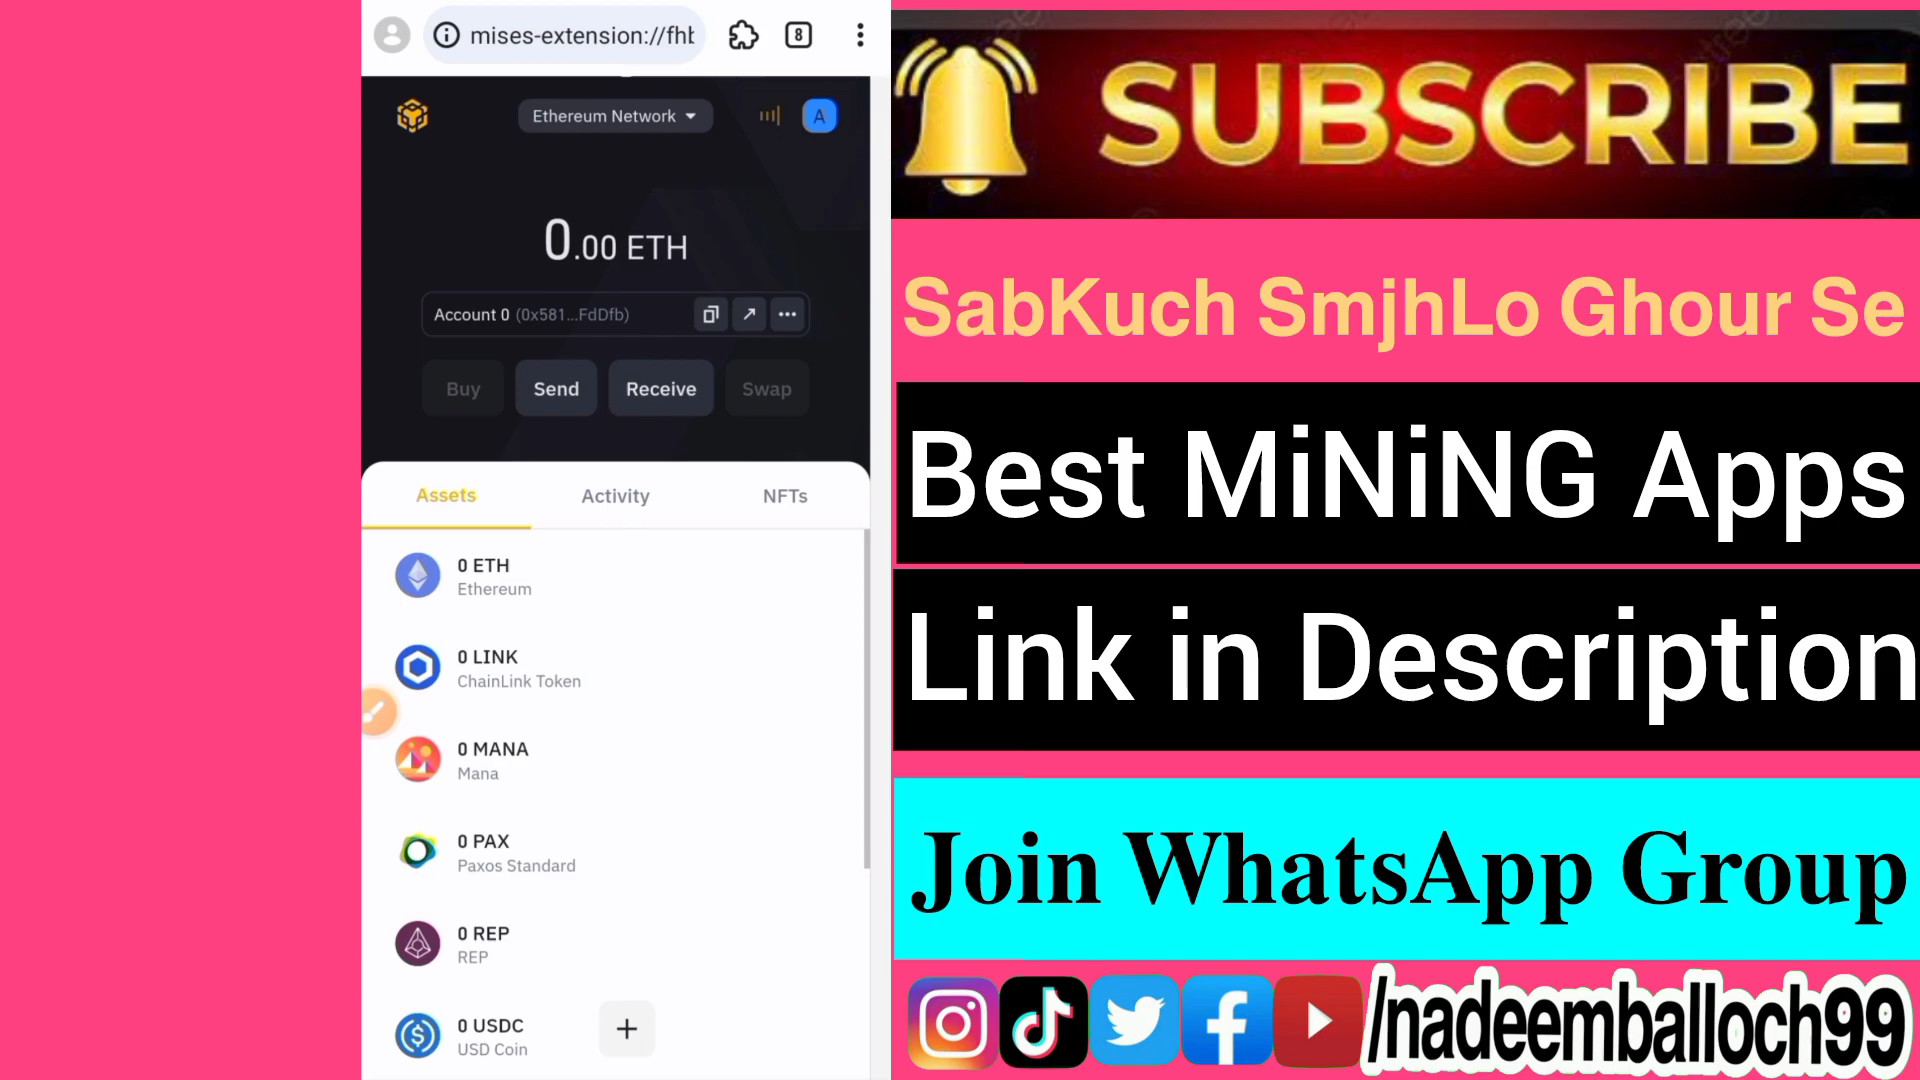 mises-extension://fhb
8
Ethereum Network
A
0.00 ETH
Account 0 (0x581...FdDfb)
Buy
Send
Receive
Swap
Assets
Activity
NFTs
0 ETH
Ethereum
0 LINK
ChainLink Token
0 MANA
Mana
0 PAX
Paxos Standard
0 REP
REP
0 USDC
USD Coin
+
SUBSCRIBE
SabKuch SmjhLo Ghour Se
Best MiNiNG Apps
Link in Description
Join WhatsApp Group
/nadeemballoch99